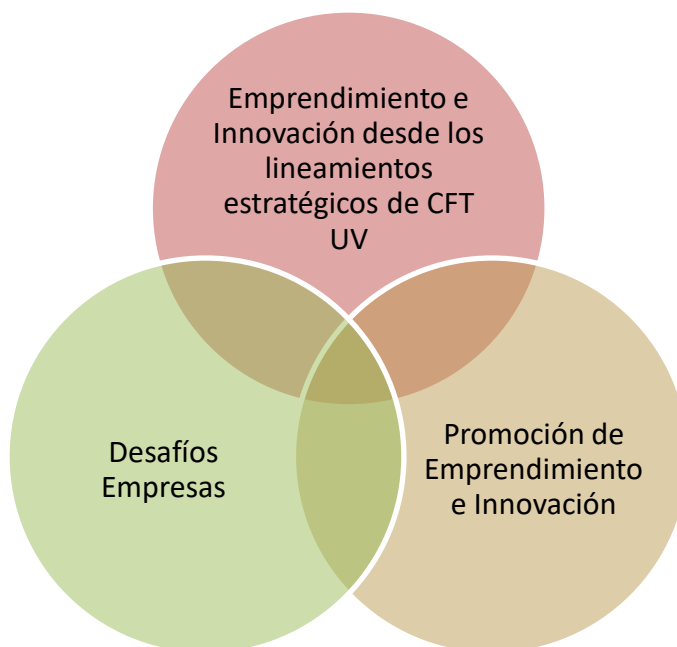 Emprendimiento e
Innovación desde los
lineamientos
estratégicos de CFT
UV
Desafíos
Empresas
Promoción de
Emprendimiento
e Innovación